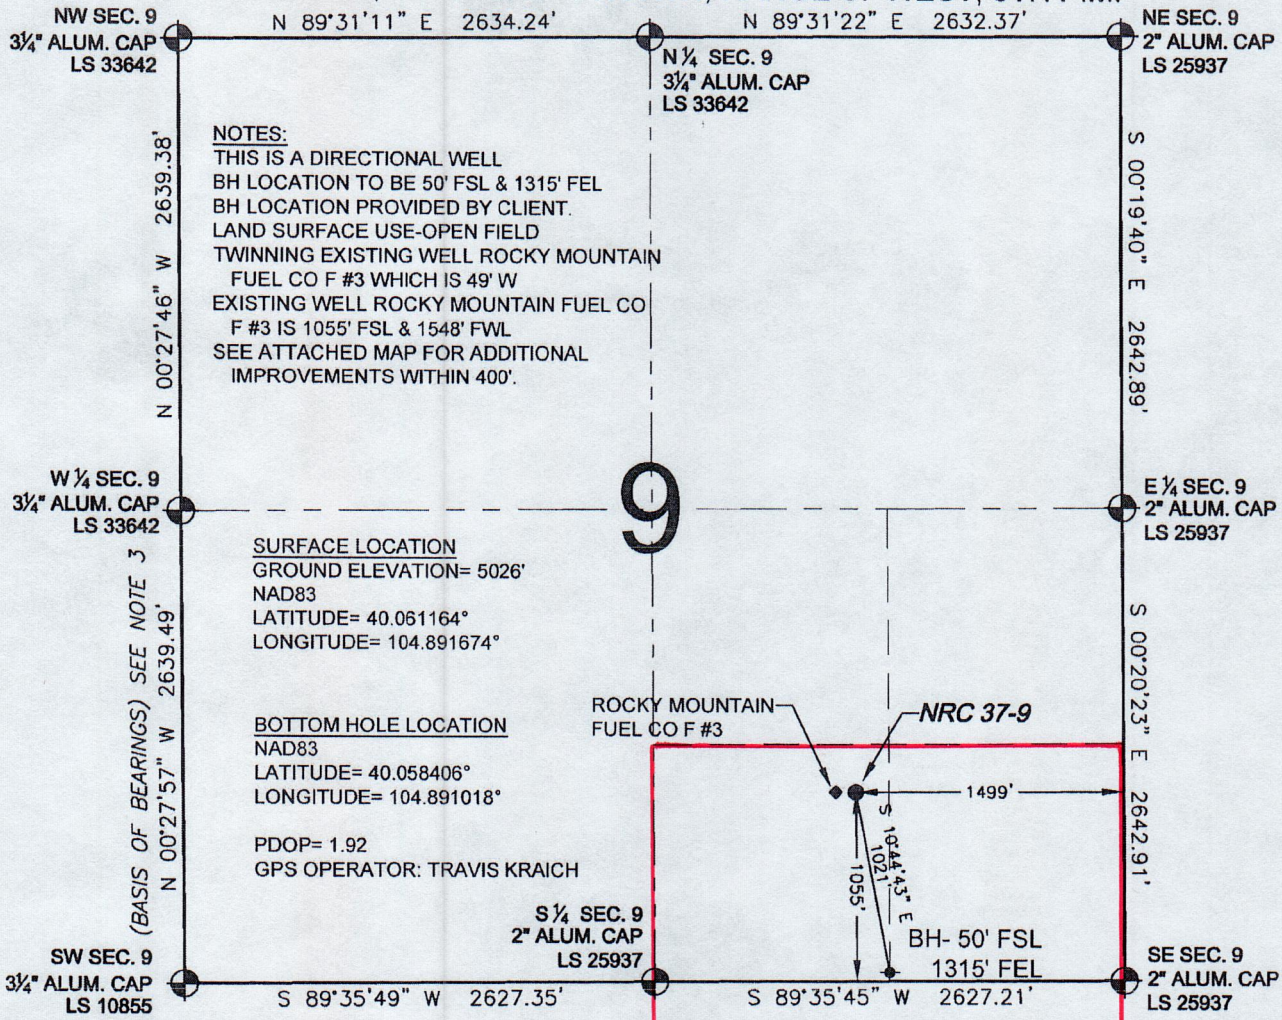 N 89°31'11" E 2634.24'
N 89°31'22" E 2632.37'
NW SEC. 9
3¼" ALUM. CAP
LS 33642
N ¼ SEC. 9
3¼" ALUM. CAP
LS 33642
NE SEC. 9
2" ALUM. CAP
LS 25937
NOTES:
THIS IS A DIRECTIONAL WELL
BH LOCATION TO BE 50' FSL & 1315' FEL
BH LOCATION PROVIDED BY CLIENT.
LAND SURFACE USE-OPEN FIELD
TWINNING EXISTING WELL ROCKY MOUNTAIN
FUEL CO F #3 WHICH IS 49' W
EXISTING WELL ROCKY MOUNTAIN FUEL CO
F #3 IS 1055' FSL & 1548' FWL
SEE ATTACHED MAP FOR ADDITIONAL
IMPROVEMENTS WITHIN 400'.
N 00°27'46" W 2639.38'
S 00°19'40" E 2642.89'
W ¼ SEC. 9
3¼" ALUM. CAP
LS 33642
9
E ¼ SEC. 9
2" ALUM. CAP
LS 25937
SURFACE LOCATION
GROUND ELEVATION= 5026'
NAD83
LATITUDE= 40.061164°
LONGITUDE= 104.891674°
BOTTOM HOLE LOCATION
NAD83
LATITUDE= 40.058406°
LONGITUDE= 104.891018°
PDOP= 1.92
GPS OPERATOR: TRAVIS KRAICH
(BASIS OF BEARINGS) SEE NOTE 3
N 00°27'57" W 2639.49'
ROCKY MOUNTAIN
FUEL CO F #3
NRC 37-9
1499'
S 10°44'43" E
1021'
1055'
S 00°20'23" E 2642.91'
BH- 50' FSL
1315' FEL
S ¼ SEC. 9
2" ALUM. CAP
LS 25937
SW SEC. 9
3¼" ALUM. CAP
LS 10855
S 89°35'49" W 2627.35'
S 89°35'45" W 2627.21'
SE SEC. 9
2" ALUM. CAP
LS 25937